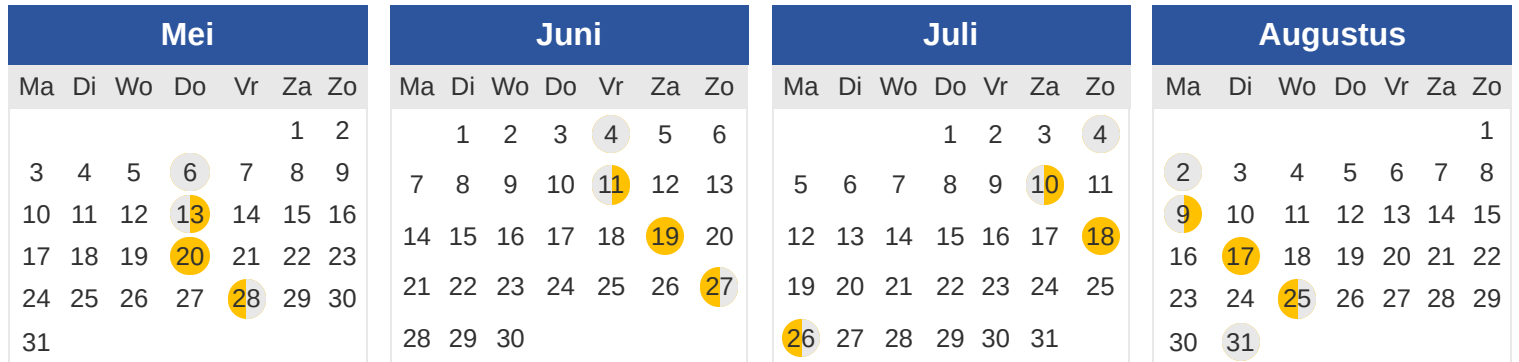 Mei
Ma Di Wo Do Vr Za Zo
1 2
3 4 5 6 7 8 9
10 11 12 13 14 15 16
17 18 19 20 21 22 23
24 25 26 27 28 29 30
31
Juni
Ma Di Wo Do Vr Za Zo
1 2 3 4 5 6
7 8 9 10 11 12 13
14 15 16 17 18 19 20
21 22 23 24 25 26 27
28 29 30
Juli
Ma Di Wo Do Vr Za Zo
1 2 3 4
5 6 7 8 9 10 11
12 13 14 15 16 17 18
19 20 21 22 23 24 25
26 27 28 29 30 31
Augustus
Ma Di Wo Do Vr Za Zo
1
2 3 4 5 6 7 8
9 10 11 12 13 14 15
16 17 18 19 20 21 22
23 24 25 26 27 28 29
30 31